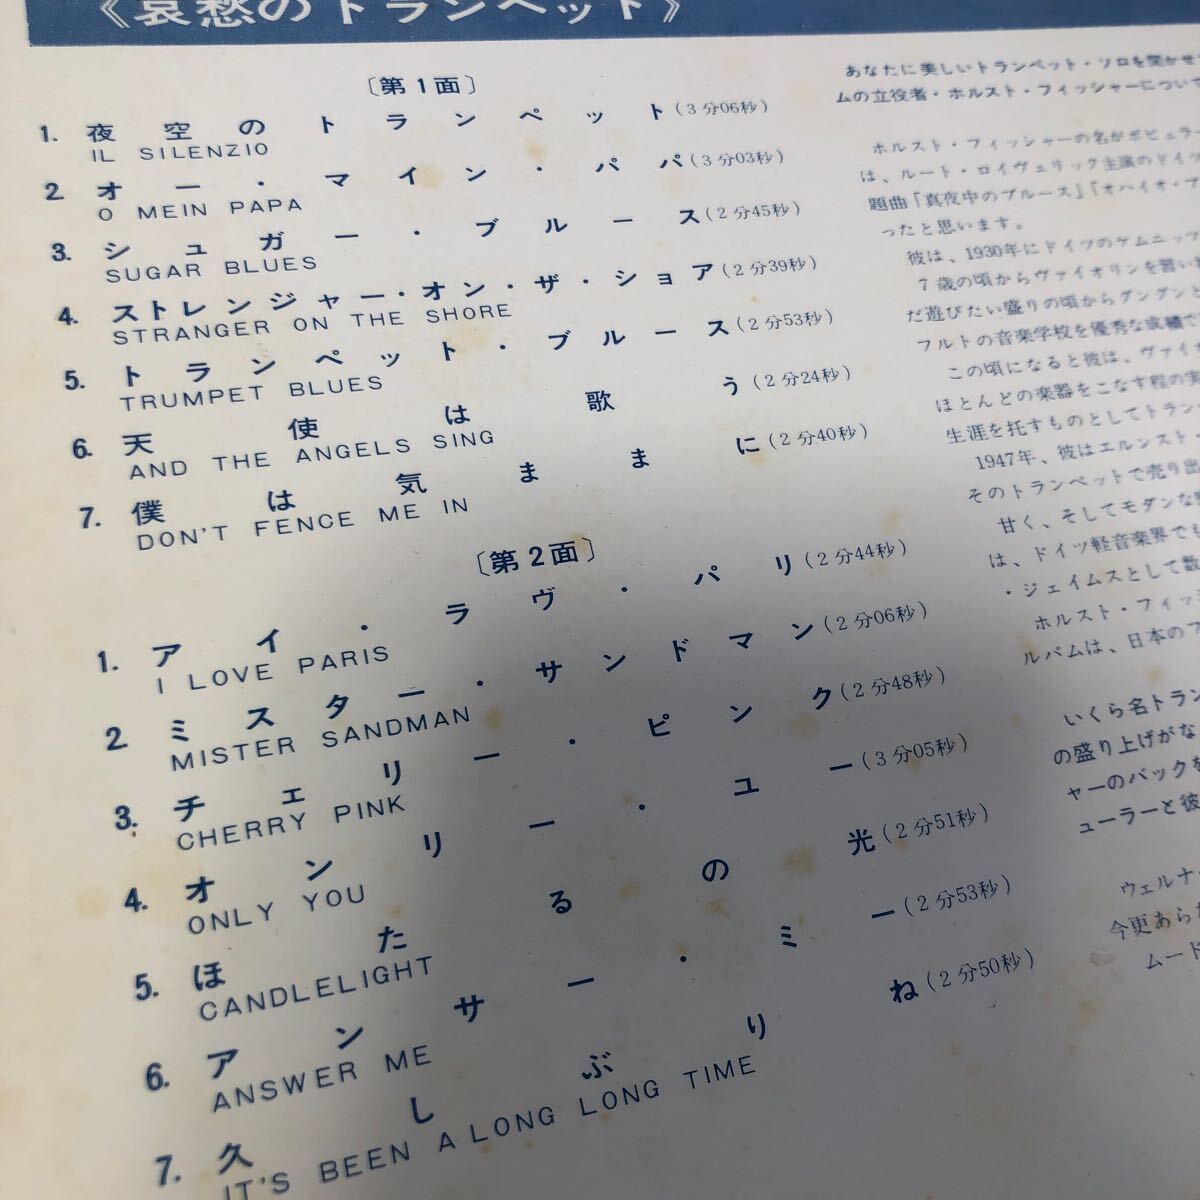 《哀愁のトランペット》
〔第1面〕
1. 夜空のトランペット(3分06秒)
IL SILENZIO
2. オー・マイン・パパ(3分03秒)
O MEIN PAPA
3. シュガー・ブルース(2分45秒)
SUGAR BLUES
4. ストレンジャー・オン・ザ・ショア(2分39秒)
STRANGER ON THE SHORE
5. トランペット・ブルース(2分53秒)
TRUMPET BLUES
6. 天使は歌う(2分24秒)
AND THE ANGELS SING
7. 僕は気ままに(2分40秒)
DON'T FENCE ME IN
〔第2面〕
1. アイ・ラヴ・パリ(2分44秒)
I LOVE PARIS
2. ミスター・サンドマン(2分06秒)
MISTER SANDMAN
3. チェリー・ピンク(2分48秒)
CHERRY PINK
4. オンリー・ユー(3分05秒)
ONLY YOU
5. ほたるの光(2分51秒)
CANDLELIGHT
6. アンサー・ミー(2分53秒)
ANSWER ME
7. 久しぶりね(2分50秒)
IT'S BEEN A LONG LONG TIME
あなたに美しいトランペット・ソロを聞かせ
ムの立役者・ホルスト・フィッシャーについて
ホルスト・フィッシャーの名がポピュラ
は、ルート・ロイヴェリック主演のドイツ
題曲「真夜中のブルース」「オハイオ・ブ
ったと思います。
彼は、1930年にドイツのケムニッツ
7歳の頃からヴァイオリンを習い
だ遊びたい盛りの頃からグングンと
フルトの音楽学校を優秀な成績で
この頃になると彼は、ヴァイオ
ほとんどの楽器をこなす程の実
生涯を托すものとしてトラン
1947年、彼はエルンスト・
そのトランペットで売り出
甘く、そしてモダンな
は、ドイツ軽音楽界でも
・ジェイムスとして数
ホルスト・フィッ
ルバムは、日本のフ
いくら名トラン
の盛り上げがな
ャーのバックを
ューラーと彼
ウェルナ
今更あらた
ムード